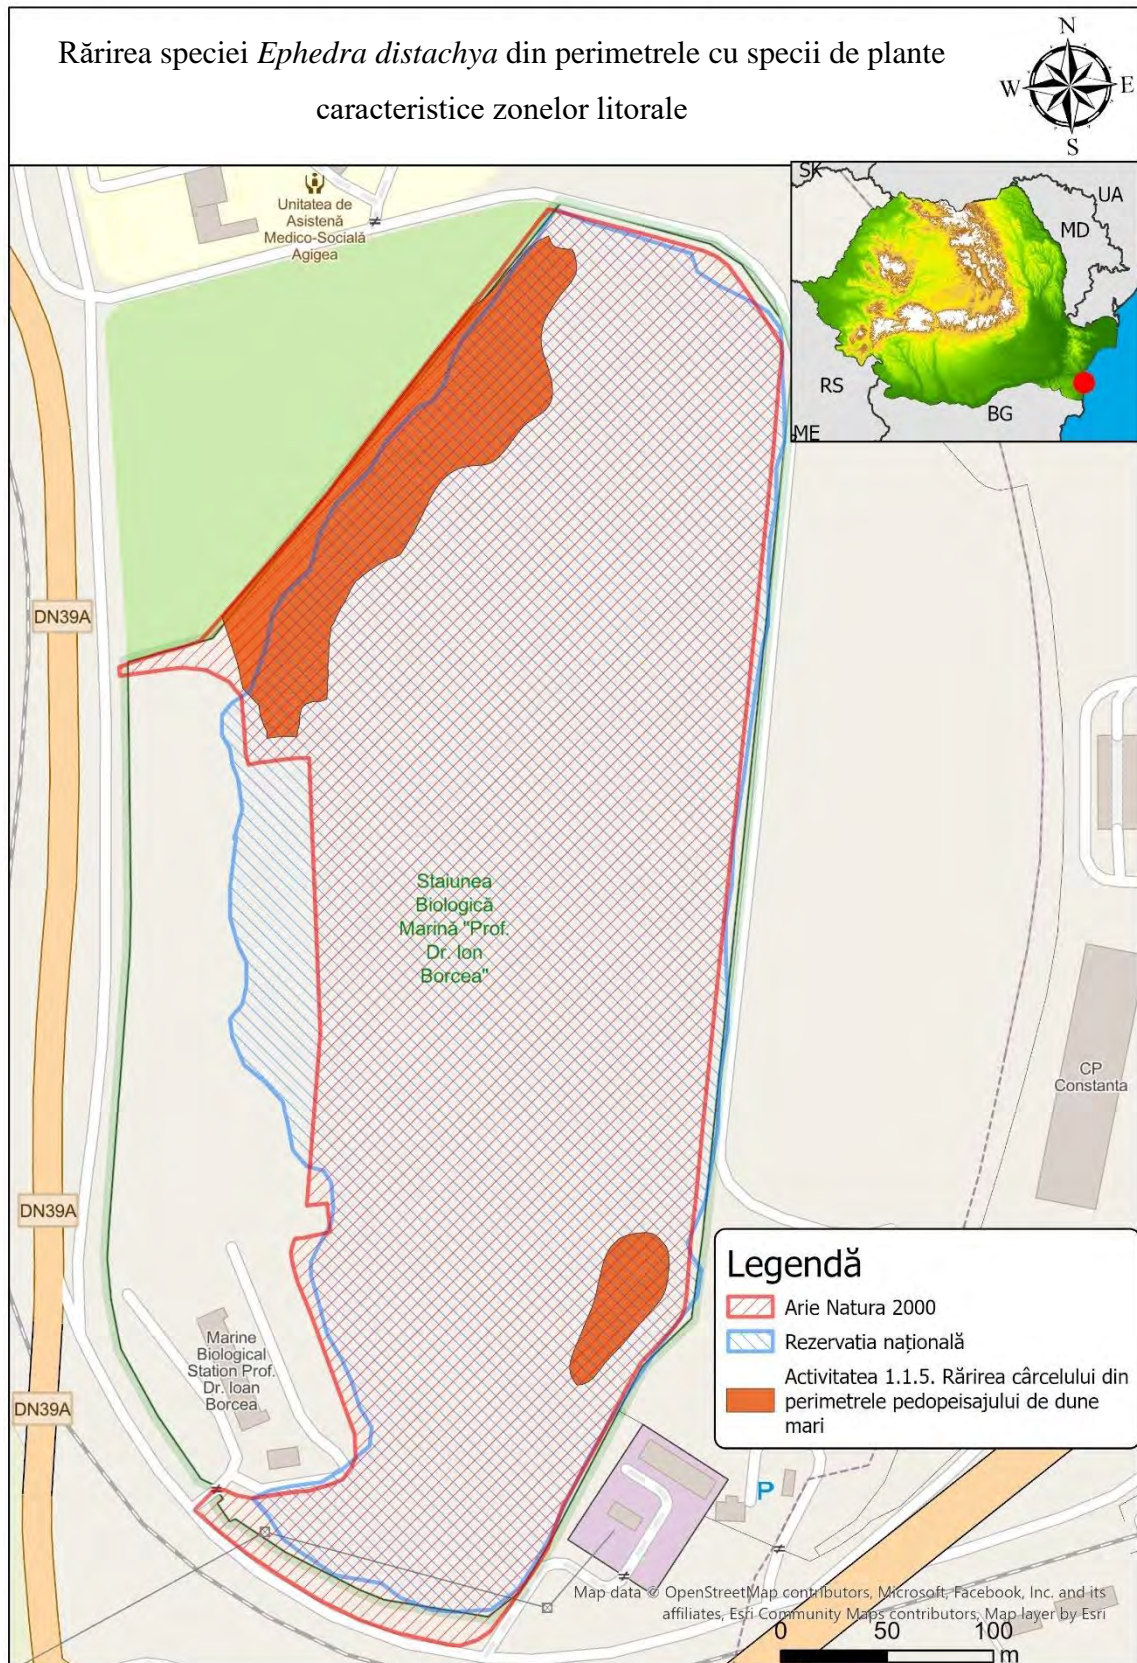 Rărirea speciei Ephedra distachya din perimetrele cu specii de plante
caracteristice zonelor litorale
N
W
E
S
SK
UA
MD
RS
BG
ME
Unitatea de
Asistenă
Medico-Socială
Agigea
DN39A
Staiunea
Biologică
Marină "Prof.
Dr. Ion
Borcea"
CP
Constanta
DN39A
Marine
Biological
Station Prof.
Dr. Ioan
Borcea
DN39A
Legendă
Arie Natura 2000
Rezervatia națională
Activitatea 1.1.5. Rărirea cârcelului din
perimetrele pedopeisajului de dune
mari
P
Map data © OpenStreetMap contributors, Microsoft, Facebook, Inc. and its
affiliates, Esri Community Maps contributors, Map layer by Esri
0 50 100
m